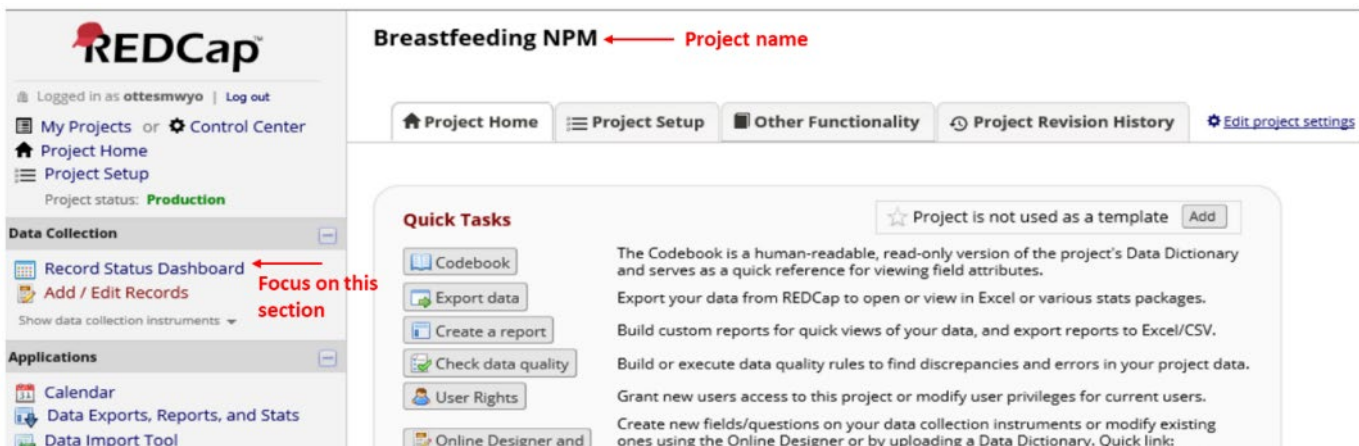 REDCap
Logged in as ottesmwyo | Log out
My Projects or Control Center
Project Home
Project Setup
Project status: Production
Data Collection
Record Status Dashboard
Add / Edit Records
Show data collection instruments
Applications
Calendar
Data Exports, Reports, and Stats
Data Import Tool
Breastfeeding NPM
Project name
Focus on this
section
Project Home
Project Setup
Other Functionality
Project Revision History
Edit project settings
Quick Tasks
Project is not used as a template Add
Codebook
The Codebook is a human-readable, read-only version of the project's Data Dictionary
and serves as a quick reference for viewing field attributes.
Export data
Export your data from REDCap to open or view in Excel or various stats packages.
Create a report
Build custom reports for quick views of your data, and export reports to Excel/CSV.
Check data quality
Build or execute data quality rules to find discrepancies and errors in your project data.
User Rights
Grant new users access to this project or modify user privileges for current users.
Online Designer and
Create new fields/questions on your data collection instruments or modify existing
ones using the Online Designer or by uploading a Data Dictionary. Quick link: